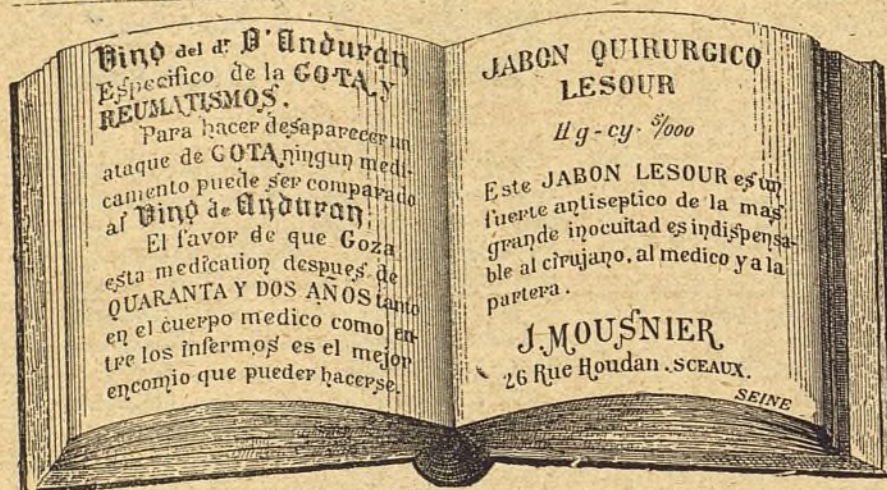 Vino del dr D'Anduran
Especifico de la GOTA y
REUMATISMOS.
Para hacer desaparecer un
ataque de GOTA ningun medi-
camento puede ser comparado
al Vino de Anduran
El favor de que Goza
esta medication despues de
QUARANTA Y DOS AÑOS tanto
en el cuerpo medico como en-
tre los infermos es el mejor
encomio que pueder hacerse.
JABON QUIRURGICO
LESOUR
Hg-cy 5/000
Este JABON LESOUR es un
fuerte antiseptico de la mas
grande inocuitad es indispensa-
ble al cirujano, al medico y a la
partera.
J. MOUSNIER
26 Rue Houdan. SCEAUX.
SEINE